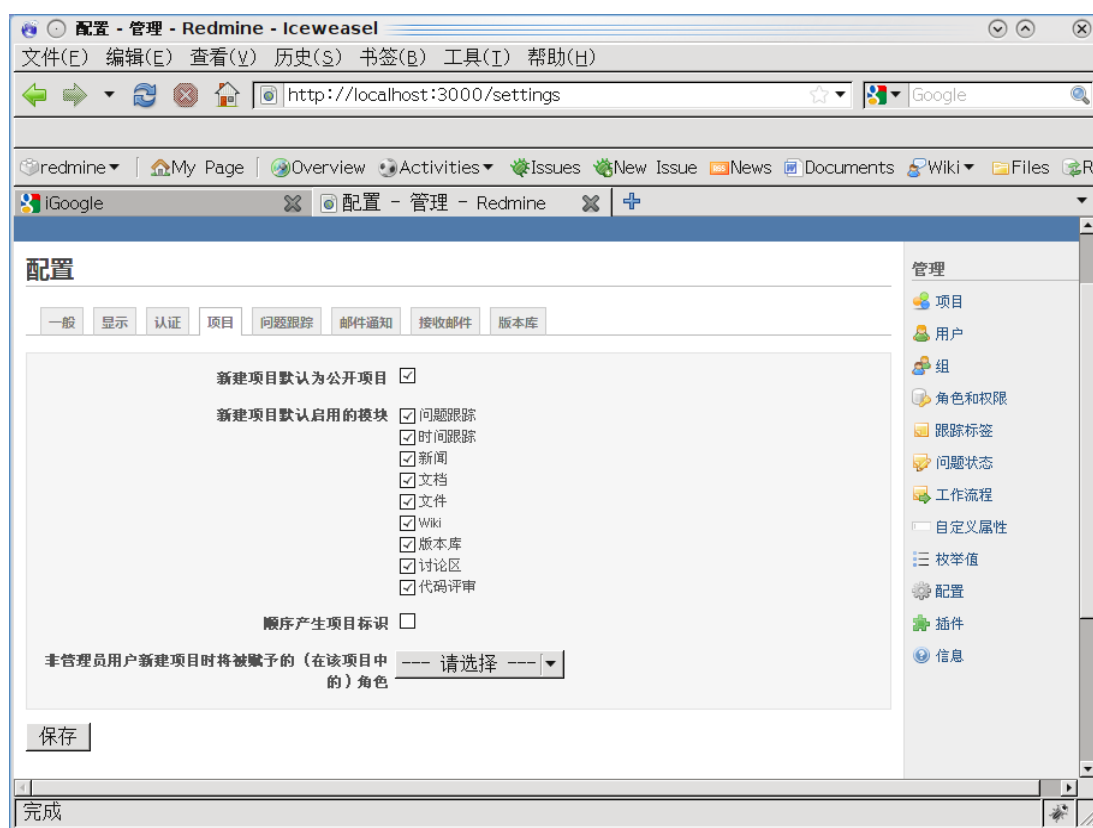 配置 - 管理 - Redmine - Iceweasel
文件(F) 编辑(E) 查看(V) 历史(S) 书签(B) 工具(T) 帮助(H)
http://localhost:3000/settings Google
redmine My Page Overview Activities Issues New Issue News Documents Wiki Files R
iGoogle 配置 - 管理 - Redmine
配置
一般 显示 认证 项目 问题跟踪 邮件通知 接收邮件 版本库
新建项目默认为公开项目
新建项目默认启用的模块 问题跟踪
时间跟踪
新闻
文档
文件
Wiki
版本库
讨论区
代码评审
顺序产生项目标识
非管理员用户新建项目时将被赋予的（在该项目中 --- 请选择 ---
的）角色
保存
管理
项目
用户
组
角色和权限
跟踪标签
问题状态
工作流程
自定义属性
枚举值
配置
插件
信息
完成